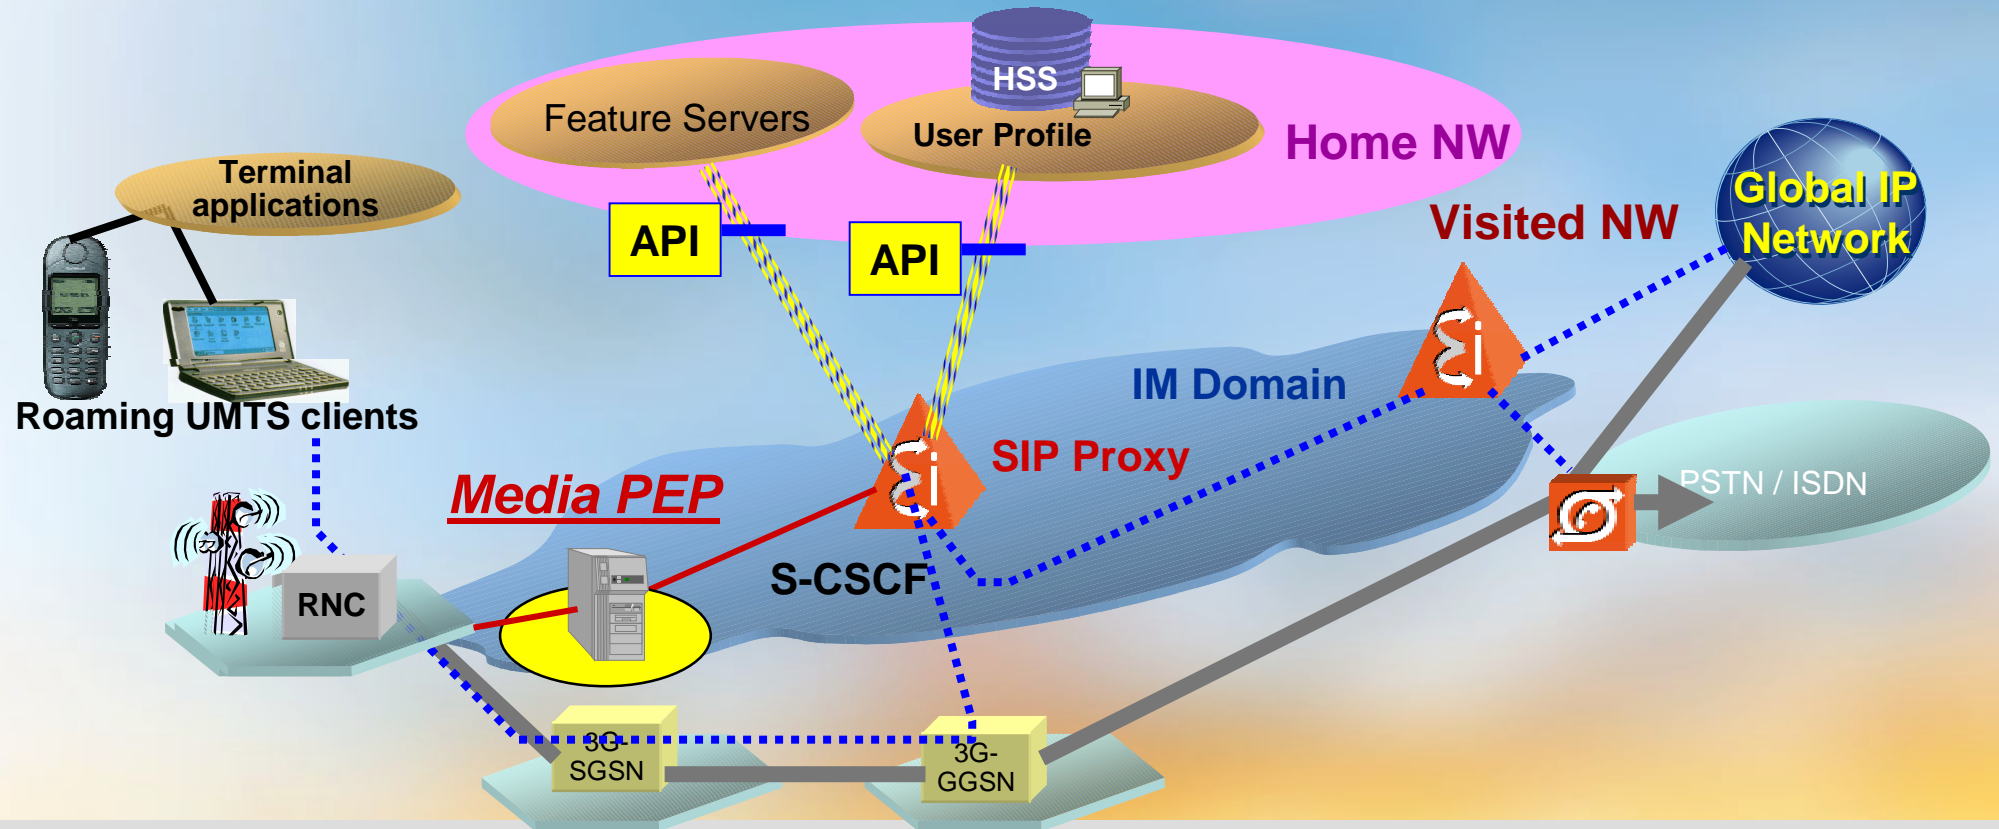 HSS
Feature Servers
User Profile
Home NW
Terminal
applications
Global IP
Network
Visited NW
API
API
IM Domain
Roaming UMTS clients
SIP Proxy
Media PEP
PSTN / ISDN
i
i
S-CSCF
RNC
3G-
SGSN
3G-
GGSN